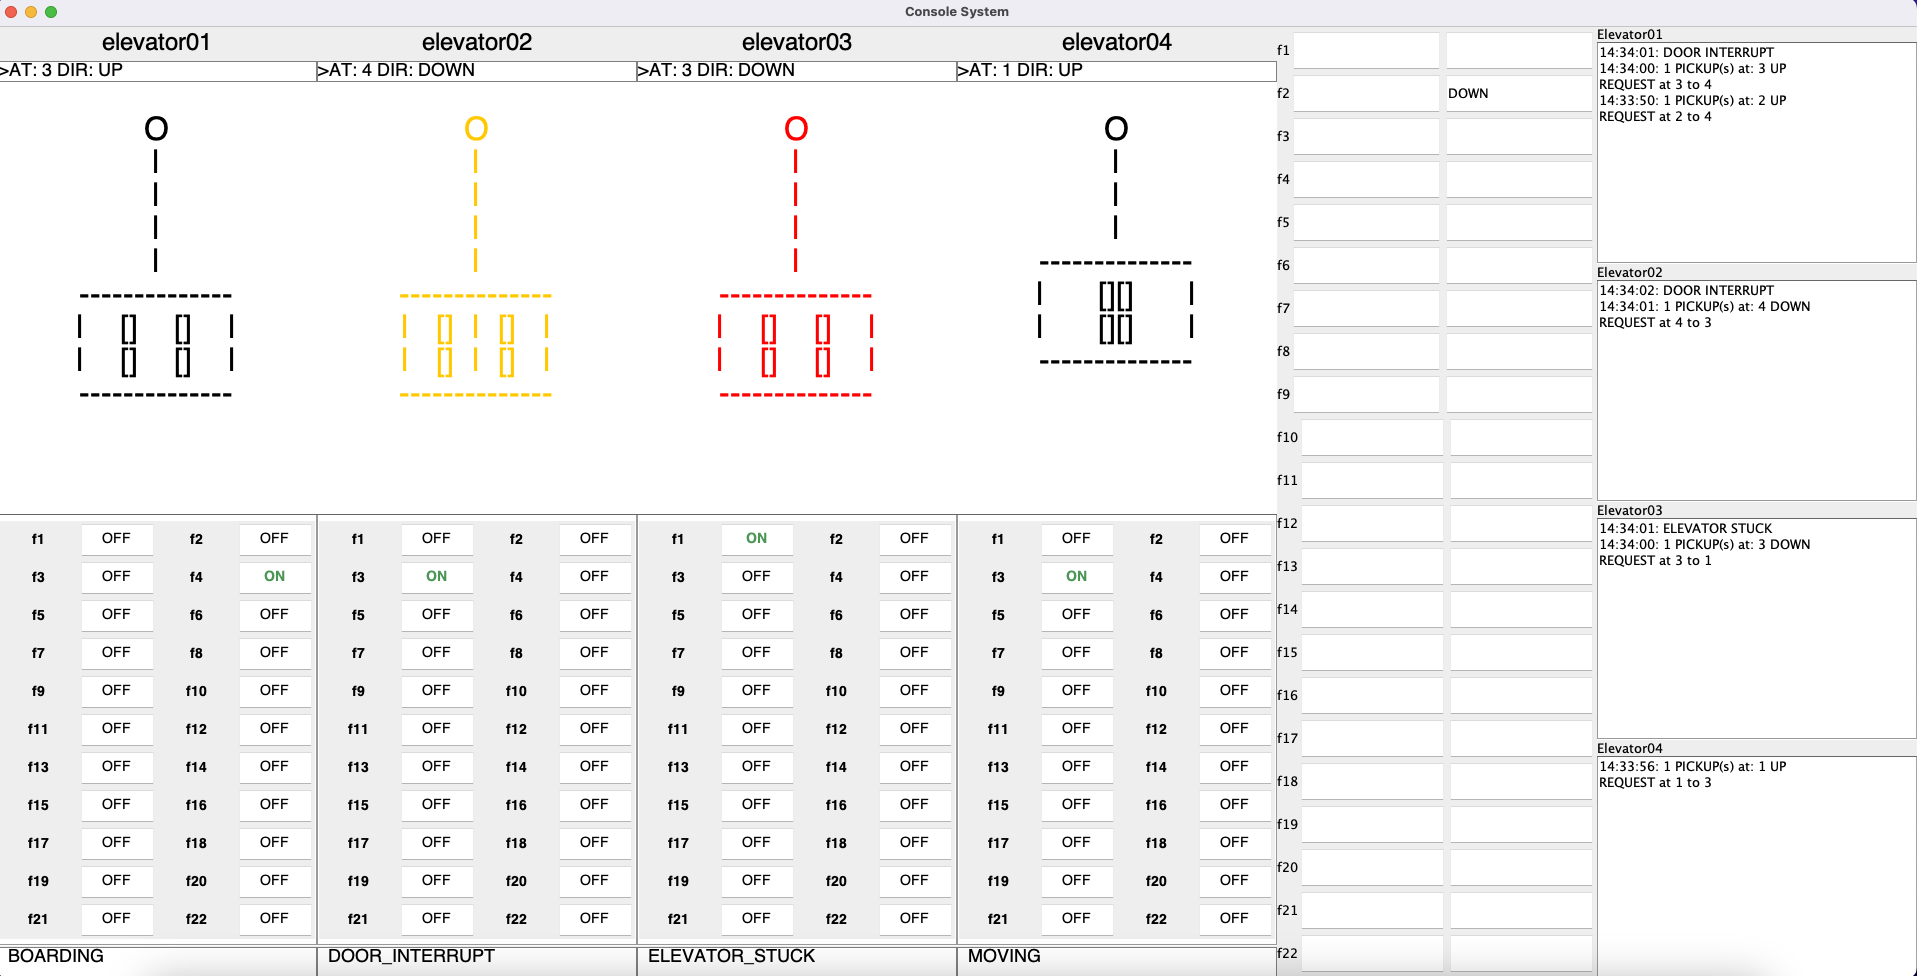 Console System
elevator01 elevator02 elevator03 elevator04
>AT: 3 DIR: UP >AT: 4 DIR: DOWN >AT: 3 DIR: DOWN >AT: 1 DIR: UP
O O O O
| | | |
| | | |
| | | |
| | |
-------------- -------------- -------------- --------------
| [] [] | | [] | [] | | [] [] | | [][] |
| [] [] | | [] | [] | | [] [] | | [][] |
-------------- -------------- -------------- --------------
f1 OFF f2 OFF f1 OFF f2 OFF f1 ON f2 OFF f1 OFF f2 OFF
f3 OFF f4 ON f3 ON f4 OFF f3 OFF f4 OFF f3 ON f4 OFF
f5 OFF f6 OFF f5 OFF f6 OFF f5 OFF f6 OFF f5 OFF f6 OFF
f7 OFF f8 OFF f7 OFF f8 OFF f7 OFF f8 OFF f7 OFF f8 OFF
f9 OFF f10 OFF f9 OFF f10 OFF f9 OFF f10 OFF f9 OFF f10 OFF
f11 OFF f12 OFF f11 OFF f12 OFF f11 OFF f12 OFF f11 OFF f12 OFF
f13 OFF f14 OFF f13 OFF f14 OFF f13 OFF f14 OFF f13 OFF f14 OFF
f15 OFF f16 OFF f15 OFF f16 OFF f15 OFF f16 OFF f15 OFF f16 OFF
f17 OFF f18 OFF f17 OFF f18 OFF f17 OFF f18 OFF f17 OFF f18 OFF
f19 OFF f20 OFF f19 OFF f20 OFF f19 OFF f20 OFF f19 OFF f20 OFF
f21 OFF f22 OFF f21 OFF f22 OFF f21 OFF f22 OFF f21 OFF f22 OFF
BOARDING DOOR_INTERRUPT ELEVATOR_STUCK MOVING
f1
f2 DOWN
f3
f4
f5
f6
f7
f8
f9
f10
f11
f12
f13
f14
f15
f16
f17
f18
f19
f20
f21
f22
Elevator01
14:34:01: DOOR INTERRUPT
14:34:00: 1 PICKUP(s) at: 3 UP
REQUEST at 3 to 4
14:33:50: 1 PICKUP(s) at: 2 UP
REQUEST at 2 to 4
Elevator02
14:34:02: DOOR INTERRUPT
14:34:01: 1 PICKUP(s) at: 4 DOWN
REQUEST at 4 to 3
Elevator03
14:34:01: ELEVATOR STUCK
14:34:00: 1 PICKUP(s) at: 3 DOWN
REQUEST at 3 to 1
Elevator04
14:33:56: 1 PICKUP(s) at: 1 UP
REQUEST at 1 to 3